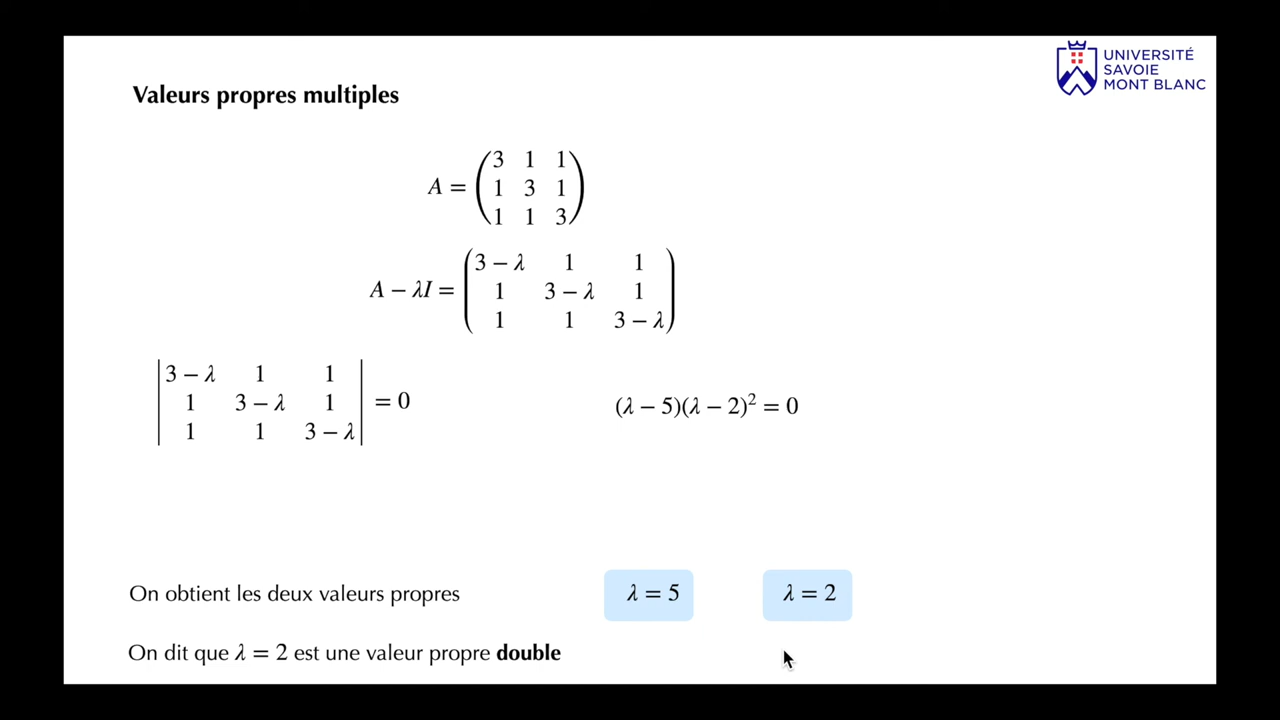 UNIVERSITÉ
SAVOIE
MONT BLANC
Valeurs propres multiples
A = (3 1 1
1 3 1
1 1 3)
A − λI = (3 − λ 1 1
1 3 − λ 1
1 1 3 − λ)
|3 − λ 1 1
1 3 − λ 1
1 1 3 − λ| = 0
(λ − 5)(λ − 2)² = 0
On obtient les deux valeurs propres λ = 5 λ = 2
On dit que λ = 2 est une valeur propre double